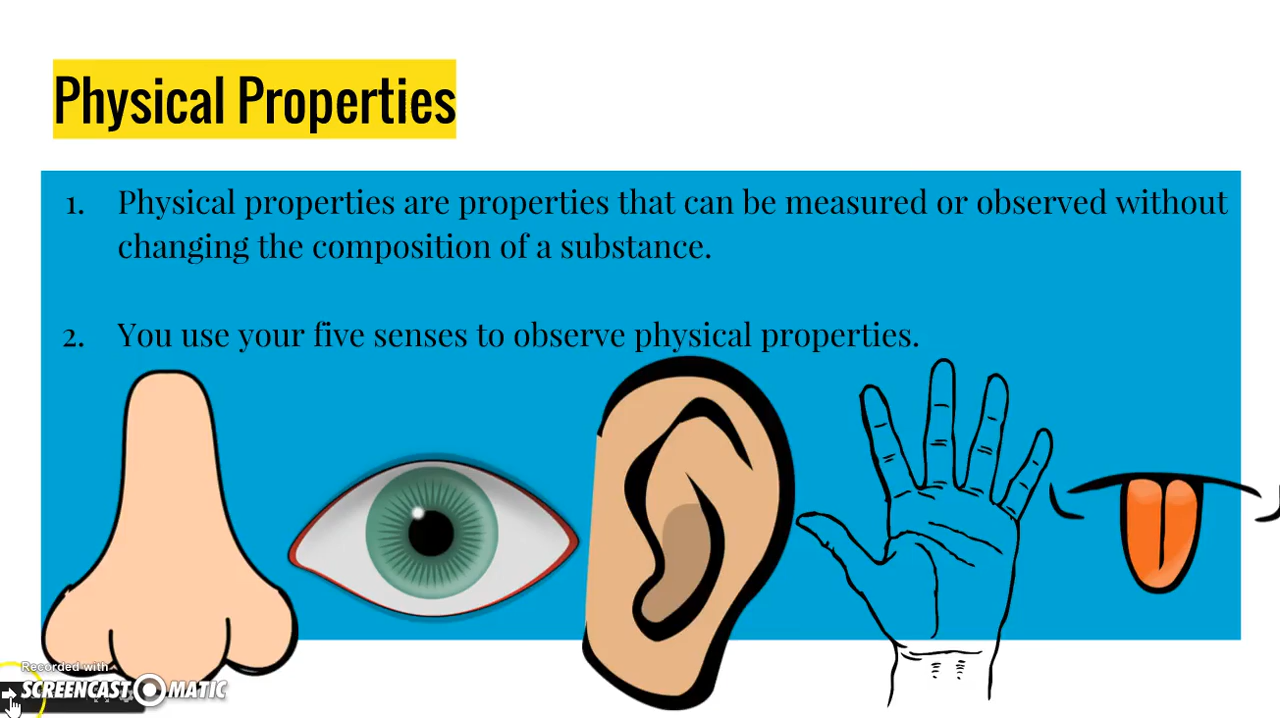 Physical Properties
1. Physical properties are properties that can be measured or observed without
changing the composition of a substance.
2. You use your five senses to observe physical properties.
Recorded with
SCREENCAST MATIC